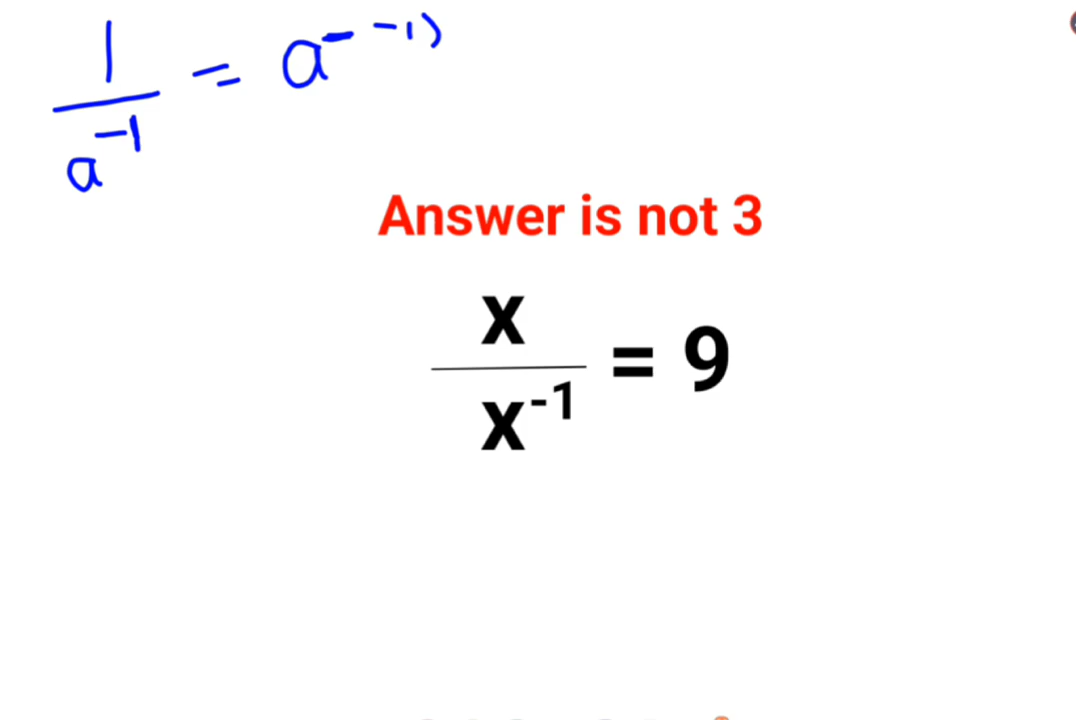 1/a⁻¹ = a⁻ ⁻¹⁾
Answer is not 3
x/x⁻¹ = 9